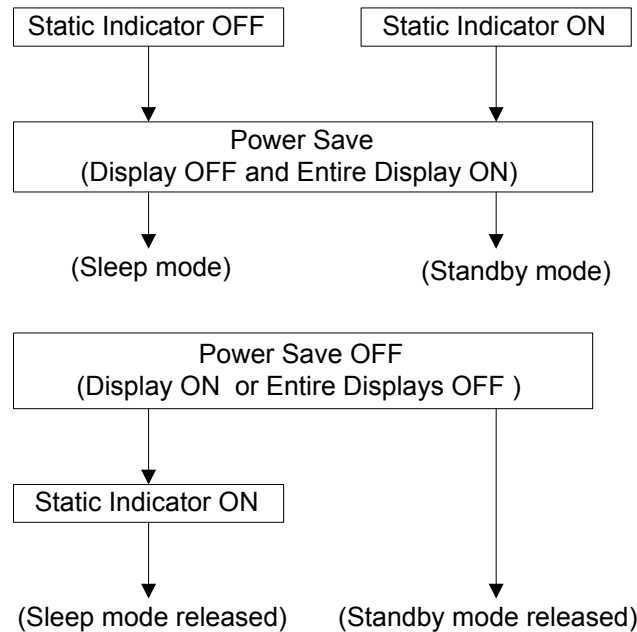 Static Indicator OFF
Static Indicator ON
Power Save
(Display OFF and Entire Display ON)
(Sleep mode)
(Standby mode)
Power Save OFF
(Display ON or Entire Displays OFF )
Static Indicator ON
(Sleep mode released)
(Standby mode released)